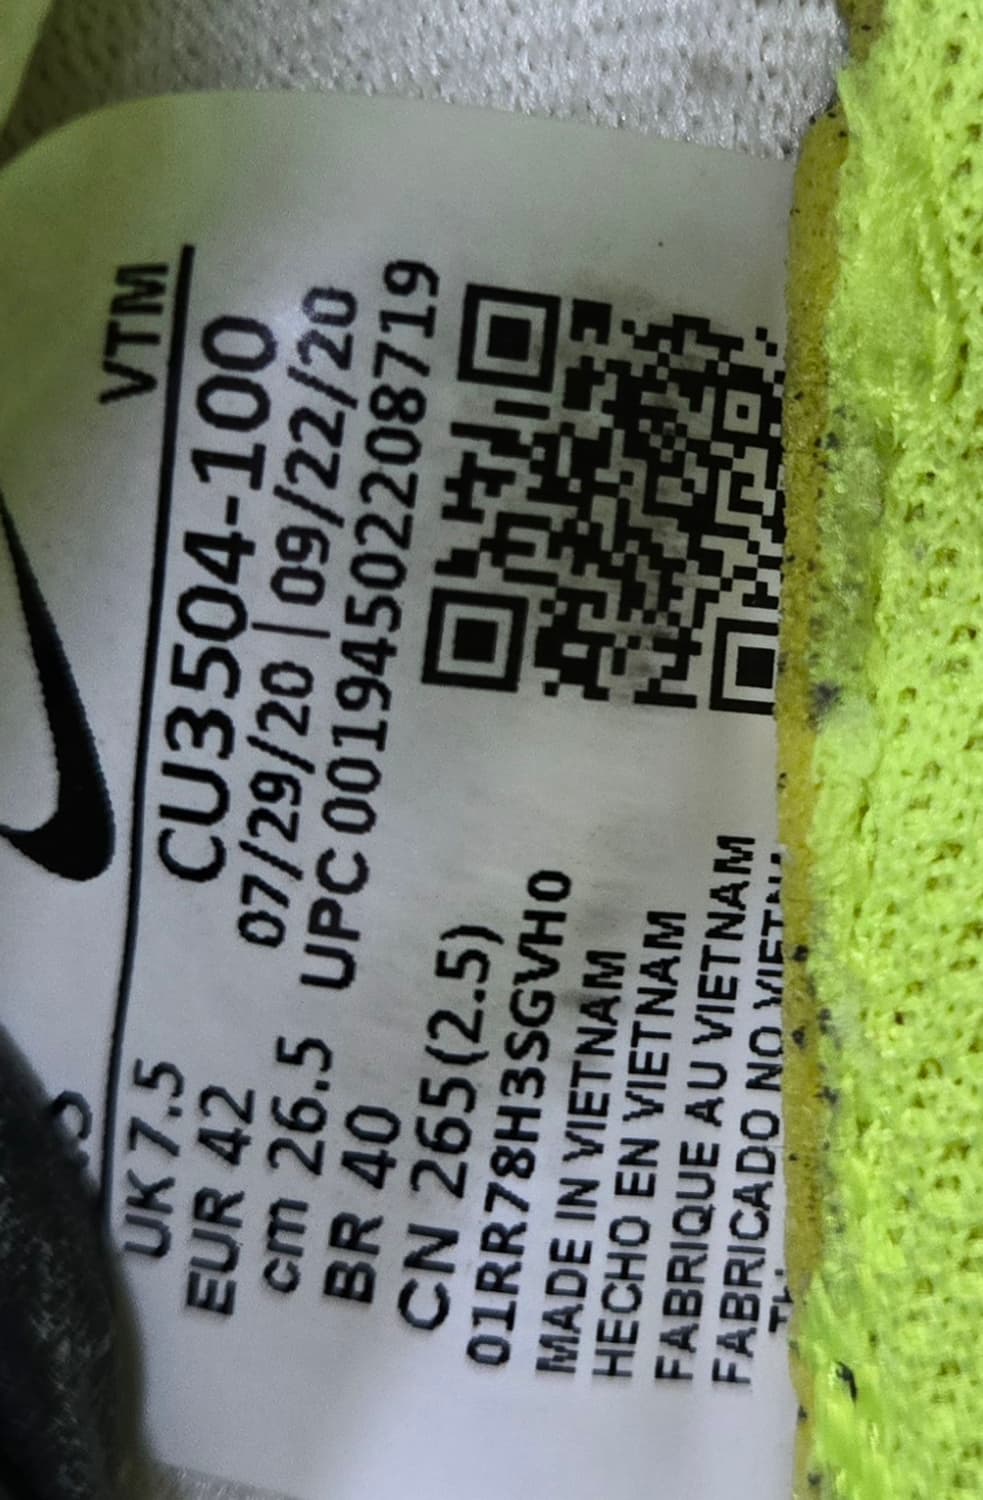 VTM
UK 7.5
EUR 42
cm 26.5
BR 40
CN 265(2.5)
CU3504-100
07/29/20 | 09/22/20
UPC 00194502208719
01RR78H3SGVH0
MADE IN VIETNAM
HECHO EN VIETNAM
FABRIQUE AU VIETNAM
FABRICADO NO